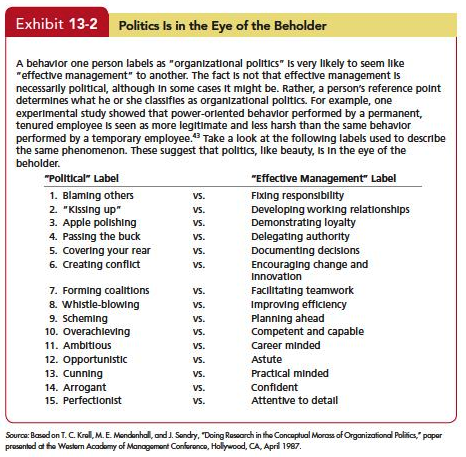 Exhibit 13-2 Politics Is in the Eye of the Beholder
A behavior one person labels as "organizational politics" is very likely to seem like
"effective management" to another. The fact is not that effective management is
necessarily political, although in some cases it might be. Rather, a person's reference point
determines what he or she classifies as organizational politics. For example, one
experimental study showed that power-oriented behavior performed by a permanent,
tenured employee is seen as more legitimate and less harsh than the same behavior
performed by a temporary employee.43 Take a look at the following labels used to describe
the same phenomenon. These suggest that politics, like beauty, is in the eye of the
beholder.
"Political" Label "Effective Management" Label
1. Blaming others vs. Fixing responsibility
2. "Kissing up" vs. Developing working relationships
3. Apple polishing vs. Demonstrating loyalty
4. Passing the buck vs. Delegating authority
5. Covering your rear vs. Documenting decisions
6. Creating conflict vs. Encouraging change and
innovation
7. Forming coalitions vs. Facilitating teamwork
8. Whistle-blowing vs. Improving efficiency
9. Scheming vs. Planning ahead
10. Overachieving vs. Competent and capable
11. Ambitious vs. Career minded
12. Opportunistic vs. Astute
13. Cunning vs. Practical minded
14. Arrogant vs. Confident
15. Perfectionist vs. Attentive to detail
Source: Based on T. C. Krell, M. E. Mendenhall, and J. Sendry, "Doing Research in the Conceptual Morass of Organizational Politics," paper
presented at the Western Academy of Management Conference, Hollywood, CA, April 1987.